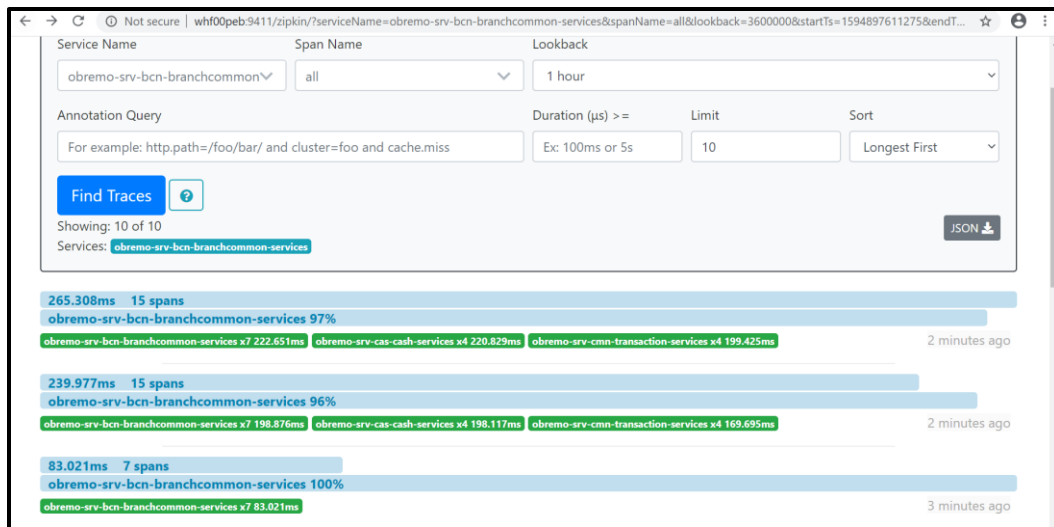 Not secure | whf00peb:9411/zipkin/?serviceName=obremo-srv-bcn-branchcommon-services&spanName=all&lookback=3600000&startTs=1594897611275&endT...
Service Name Span Name Lookback
obremo-srv-bcn-branchcommon all 1 hour
Annotation Query Duration (μs) >= Limit Sort
For example: http.path=/foo/bar/ and cluster=foo and cache.miss Ex: 100ms or 5s 10 Longest First
Find Traces ?
Showing: 10 of 10
JSON
Services: obremo-srv-bcn-branchcommon-services
265.308ms 15 spans
obremo-srv-bcn-branchcommon-services 97%
obremo-srv-bcn-branchcommon-services x7 222.651ms obremo-srv-cas-cash-services x4 220.829ms obremo-srv-cmn-transaction-services x4 199.425ms 2 minutes ago
239.977ms 15 spans
obremo-srv-bcn-branchcommon-services 96%
obremo-srv-bcn-branchcommon-services x7 198.876ms obremo-srv-cas-cash-services x4 198.117ms obremo-srv-cmn-transaction-services x4 169.695ms 2 minutes ago
83.021ms 7 spans
obremo-srv-bcn-branchcommon-services 100%
obremo-srv-bcn-branchcommon-services x7 83.021ms 3 minutes ago